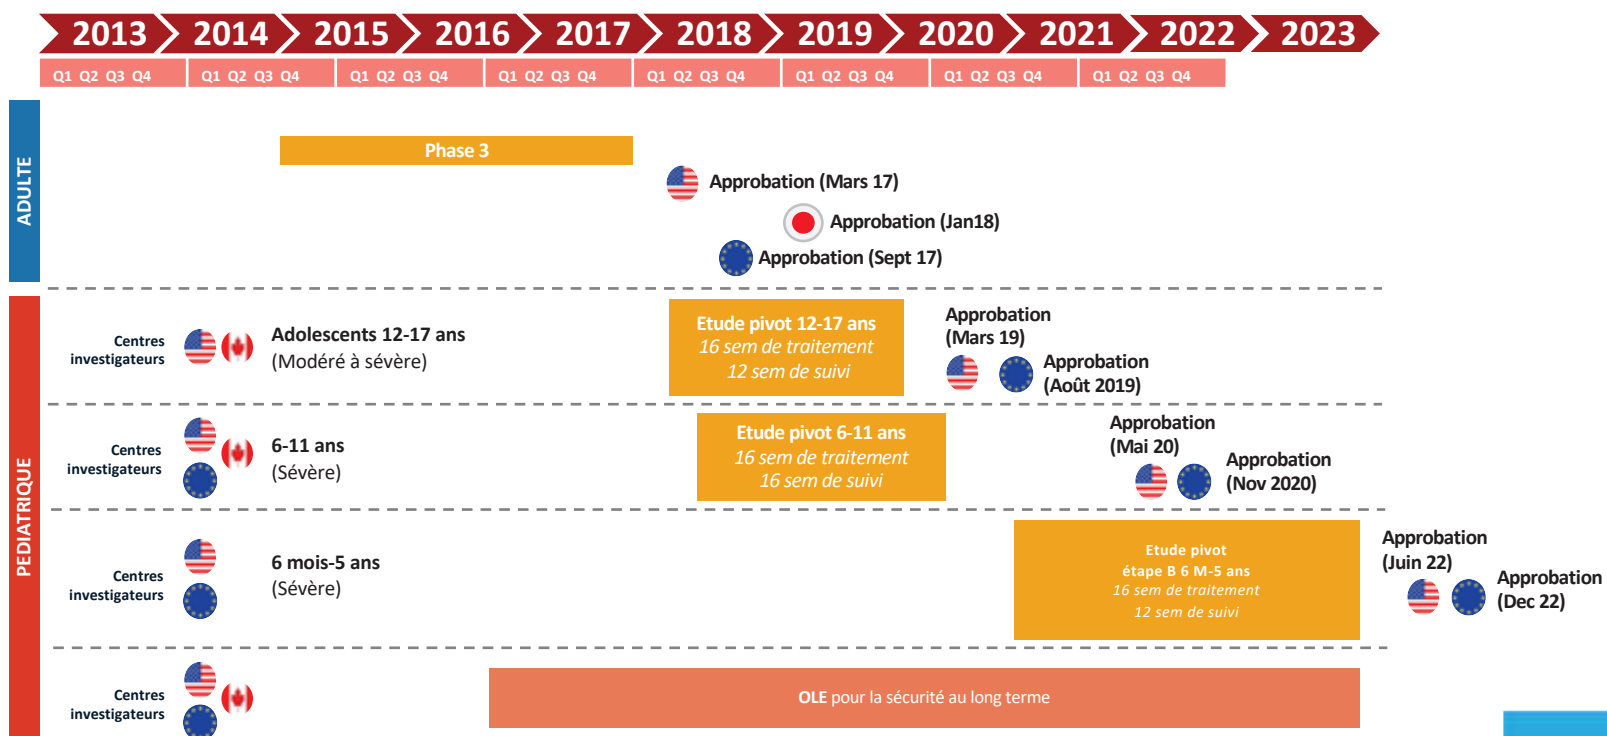 2013 2014 2015 2016 2017 2018 2019 2020 2021 2022 2023
Q1 Q2 Q3 Q4 Q1 Q2 Q3 Q4 Q1 Q2 Q3 Q4 Q1 Q2 Q3 Q4 Q1 Q2 Q3 Q4 Q1 Q2 Q3 Q4 Q1 Q2 Q3 Q4 Q1 Q2 Q3 Q4
ADULTE
Phase 3
Approbation (Mars 17)
Approbation (Jan18)
Approbation (Sept 17)
PEDIATRIQUE
Centres
investigateurs
Adolescents 12-17 ans
(Modéré à sévère)
Etude pivot 12-17 ans
16 sem de traitement
12 sem de suivi
Approbation
(Mars 19)
Approbation
(Août 2019)
Centres
investigateurs
6-11 ans
(Sévère)
Etude pivot 6-11 ans
16 sem de traitement
16 sem de suivi
Approbation
(Mai 20)
Approbation
(Nov 2020)
Centres
investigateurs
6 mois-5 ans
(Sévère)
Etude pivot
étape B 6 M-5 ans
16 sem de traitement
12 sem de suivi
Approbation
(Juin 22)
Approbation
(Dec 22)
Centres
investigateurs
OLE pour la sécurité au long terme